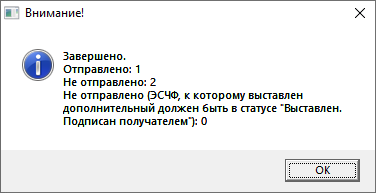 Внимание!
Завершено.
Отправлено: 1
Не отправлено: 2
Не отправлено (ЭСЧФ, к которому выставлен
дополнительный должен быть в статусе "Выставлен.
Подписан получателем"): 0
OK